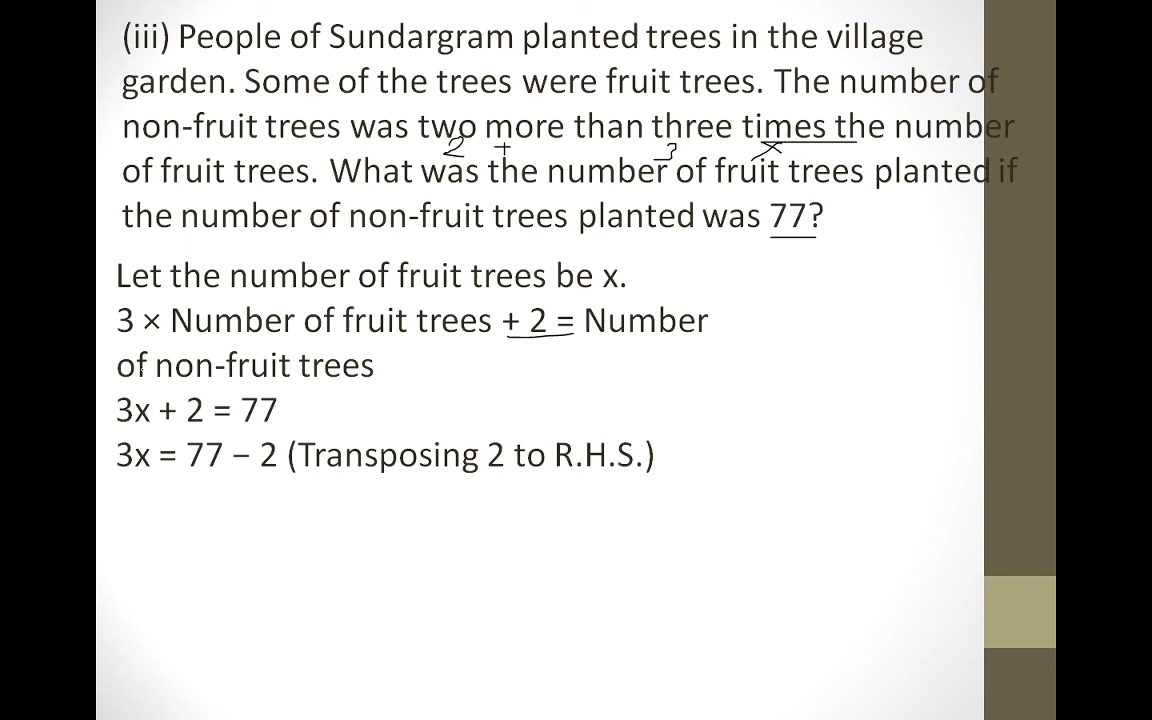 (iii) People of Sundargram planted trees in the village
garden. Some of the trees were fruit trees. The number of
non-fruit trees was two more than three times the number
2 + 3 ×
of fruit trees. What was the number of fruit trees planted if
the number of non-fruit trees planted was 77?
Let the number of fruit trees be x.
3 × Number of fruit trees + 2 = Number
of non-fruit trees
3x + 2 = 77
3x = 77 − 2 (Transposing 2 to R.H.S.)